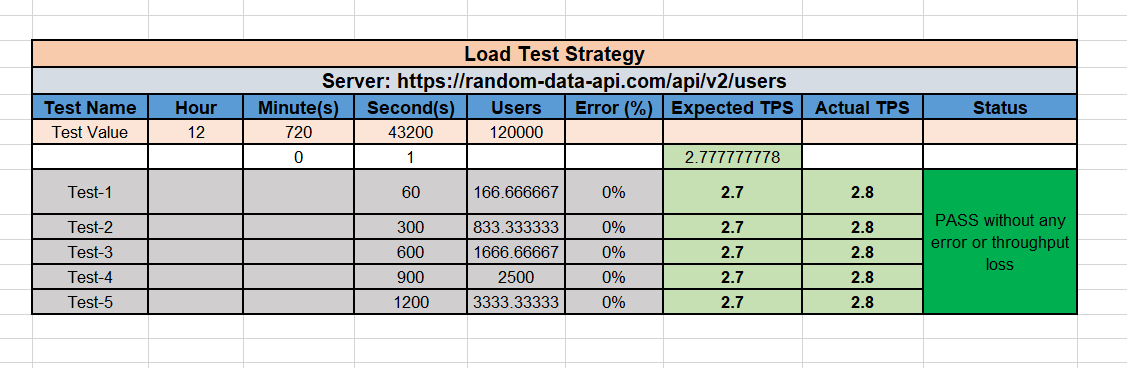 Load Test Strategy
Server: https://random-data-api.com/api/v2/users
Test Name Hour Minute(s) Second(s) Users Error (%) Expected TPS Actual TPS Status
Test Value 12 720 43200 120000
0 1 2.777777778
Test-1 60 166.666667 0% 2.7 2.8
Test-2 300 833.333333 0% 2.7 2.8
Test-3 600 1666.66667 0% 2.7 2.8
Test-4 900 2500 0% 2.7 2.8
Test-5 1200 3333.33333 0% 2.7 2.8
PASS without any
error or throughput
loss